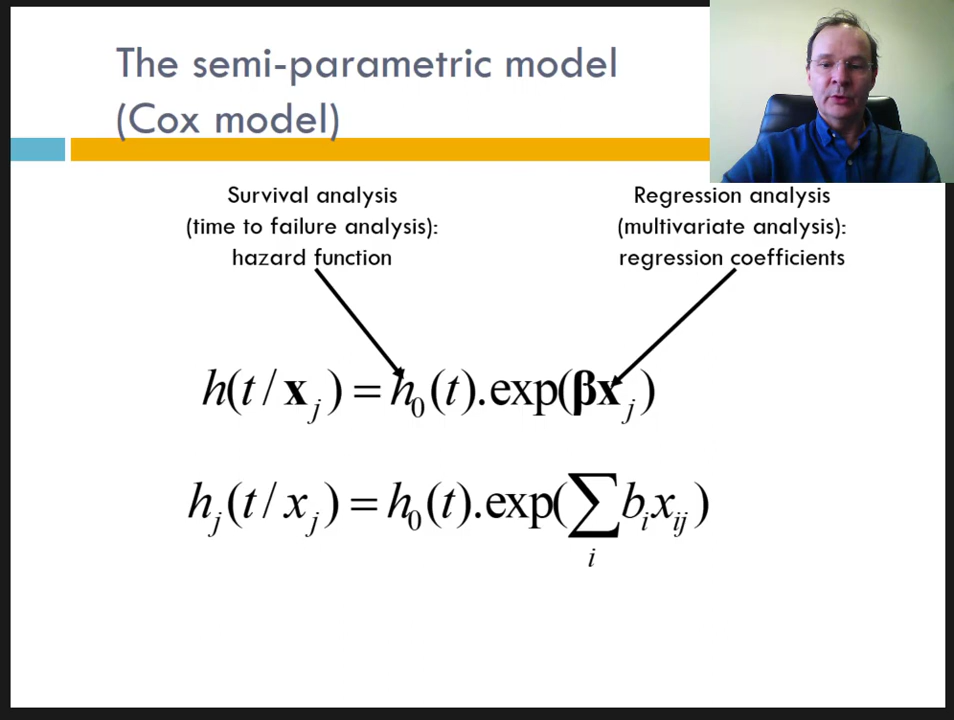 The semi-parametric model
(Cox model)
Survival analysis
(time to failure analysis):
hazard function
Regression analysis
(multivariate analysis):
regression coefficients
h(t / 𝐱_j) = h_0(t).exp(𝛃𝐱_j)
h_j(t / x_j) = h_0(t).exp(∑_i b_i x_ij)